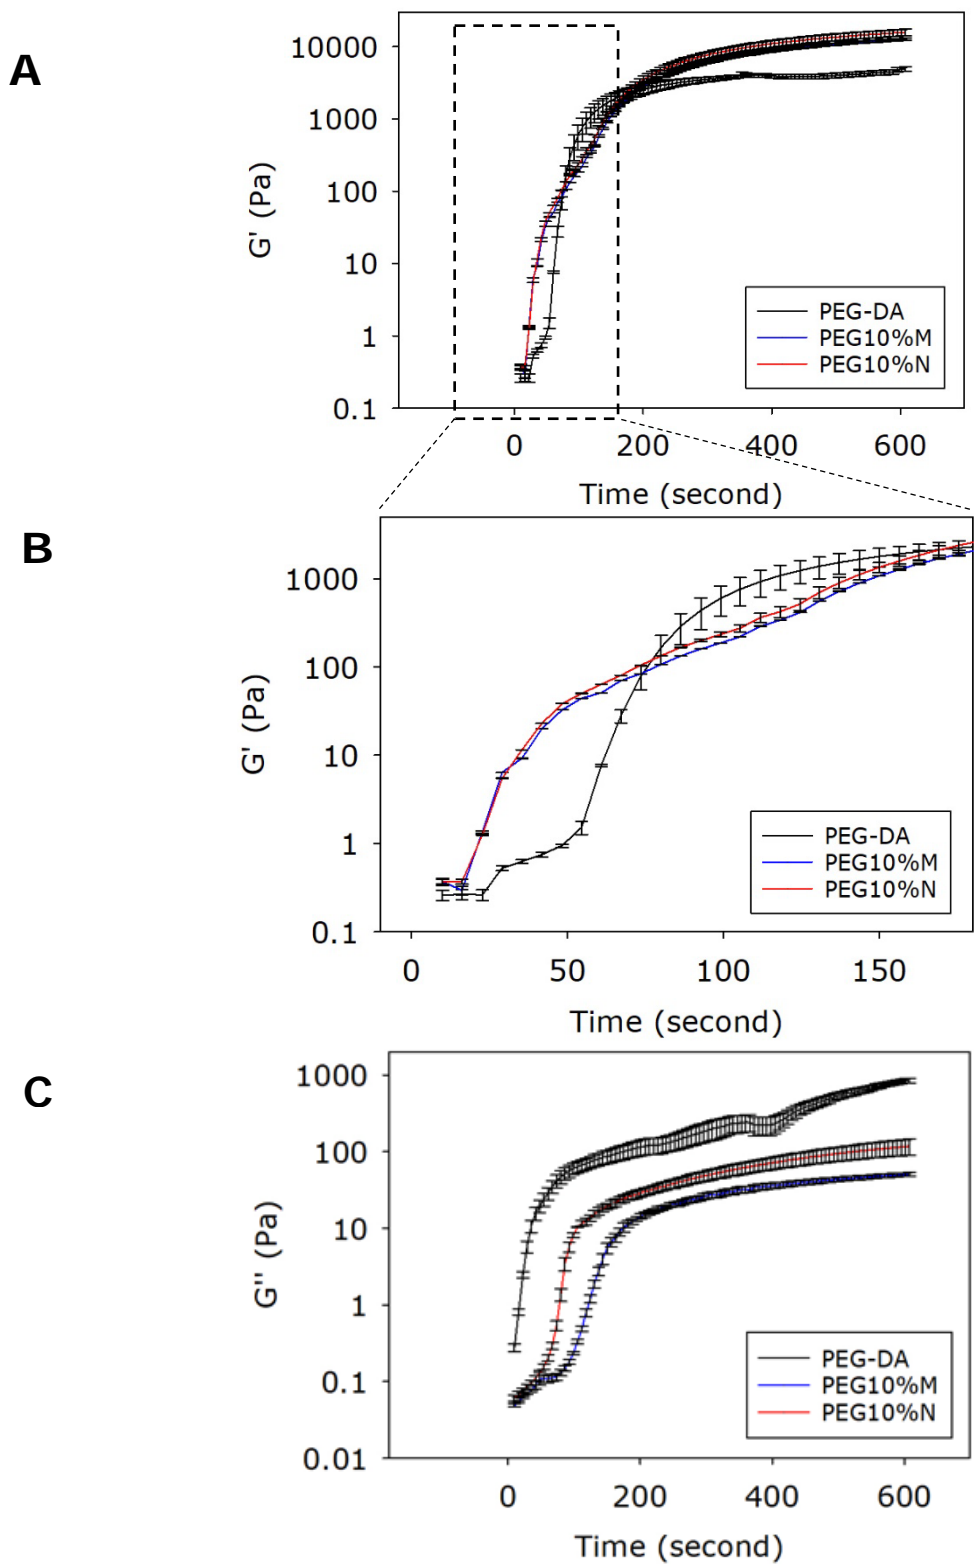 A
G' (Pa)
10000
1000
100
10
1
0.1
PEG-DA
PEG10%M
PEG10%N
0 200 400 600
Time (second)
B
G' (Pa)
1000
100
10
1
0.1
PEG-DA
PEG10%M
PEG10%N
0 50 100 150
Time (second)
C
G'' (Pa)
1000
100
10
1
0.1
0.01
PEG-DA
PEG10%M
PEG10%N
0 200 400 600
Time (second)